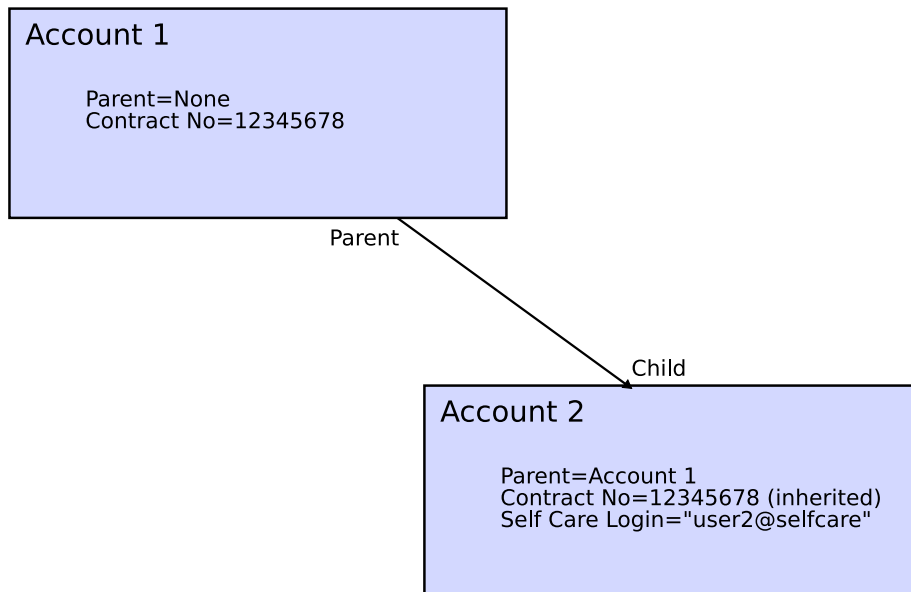 Account 1
Parent=None
Contract No=12345678
Parent
Child
Account 2
Parent=Account 1
Contract No=12345678 (inherited)
Self Care Login="user2@selfcare"